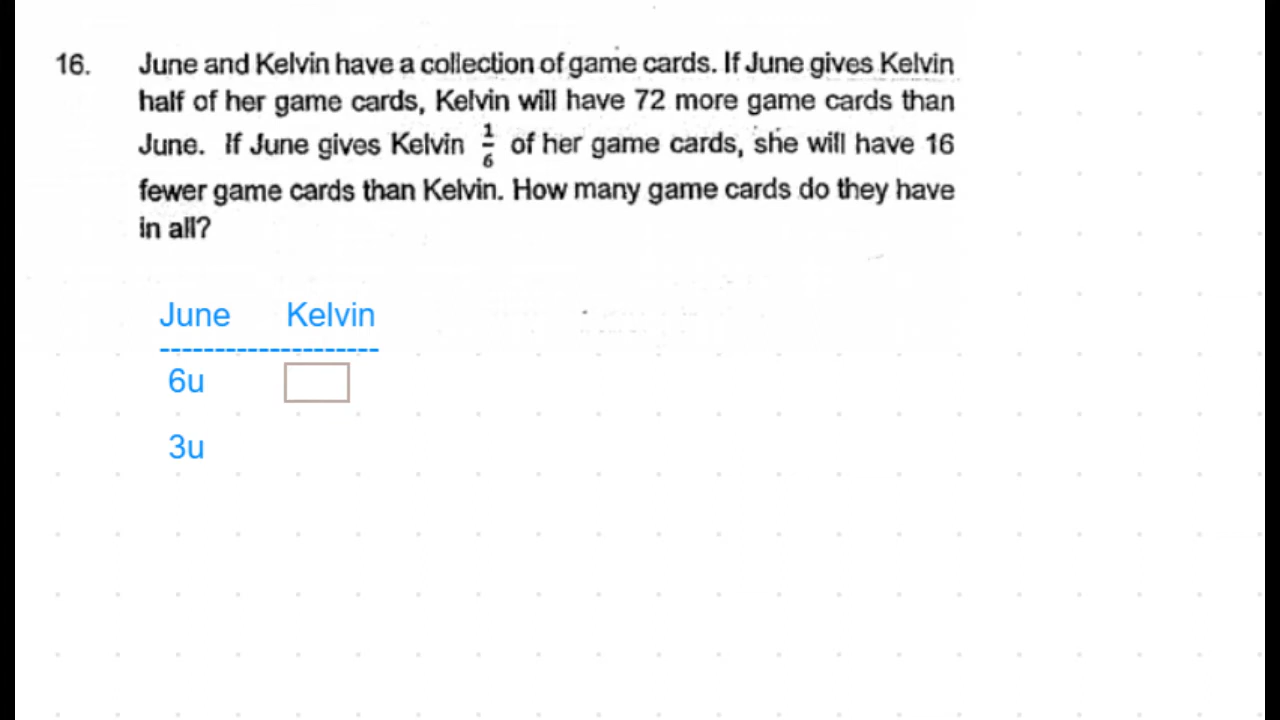 16. June and Kelvin have a collection of game cards. If June gives Kelvin
half of her game cards, Kelvin will have 72 more game cards than
June. If June gives Kelvin 1/6 of her game cards, she will have 16
fewer game cards than Kelvin. How many game cards do they have
in all?
June Kelvin
--------------------
6u
3u